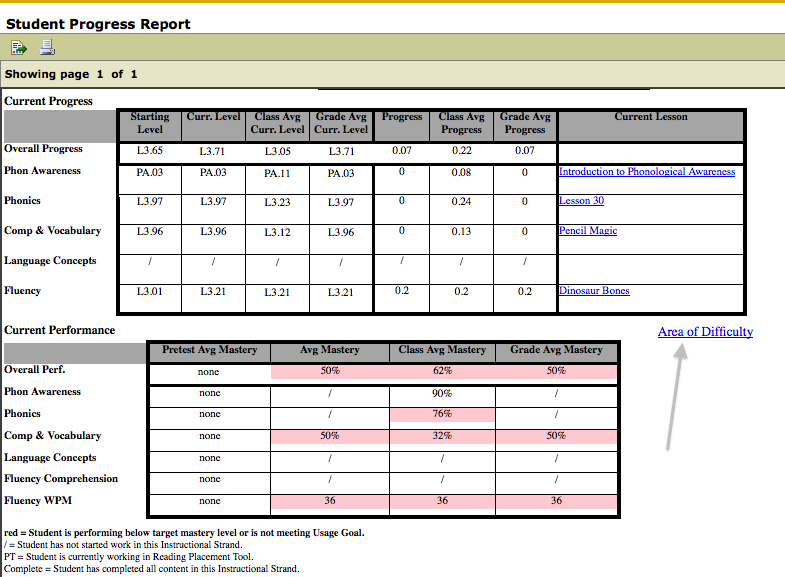 Student Progress Report
Showing page 1 of 1
Current Progress
Starting Level Curr. Level Class Avg Curr. Level Grade Avg Curr. Level Progress Class Avg Progress Grade Avg Progress Current Lesson
Overall Progress L3.65 L3.71 L3.05 L3.71 0.07 0.22 0.07
Phon Awareness PA.03 PA.03 PA.11 PA.03 0 0.08 0 Introduction to Phonological Awareness
Phonics L3.97 L3.97 L3.23 L3.97 0 0.24 0 Lesson 30
Comp & Vocabulary L3.96 L3.96 L3.12 L3.96 0 0.13 0 Pencil Magic
Language Concepts / / / / / / /
Fluency L3.01 L3.21 L3.21 L3.21 0.2 0.2 0.2 Dinosaur Bones
Current Performance Area of Difficulty
Pretest Avg Mastery Avg Mastery Class Avg Mastery Grade Avg Mastery
Overall Perf. none 50% 62% 50%
Phon Awareness none / 90% /
Phonics none / 76% /
Comp & Vocabulary none 50% 32% 50%
Language Concepts none / / /
Fluency Comprehension none / / /
Fluency WPM none 36 36 36
red = Student is performing below target mastery level or is not meeting Usage Goal.
/ = Student has not started work in this Instructional Strand.
PT = Student is currently working in Reading Placement Tool.
Complete = Student has completed all content in this Instructional Strand.